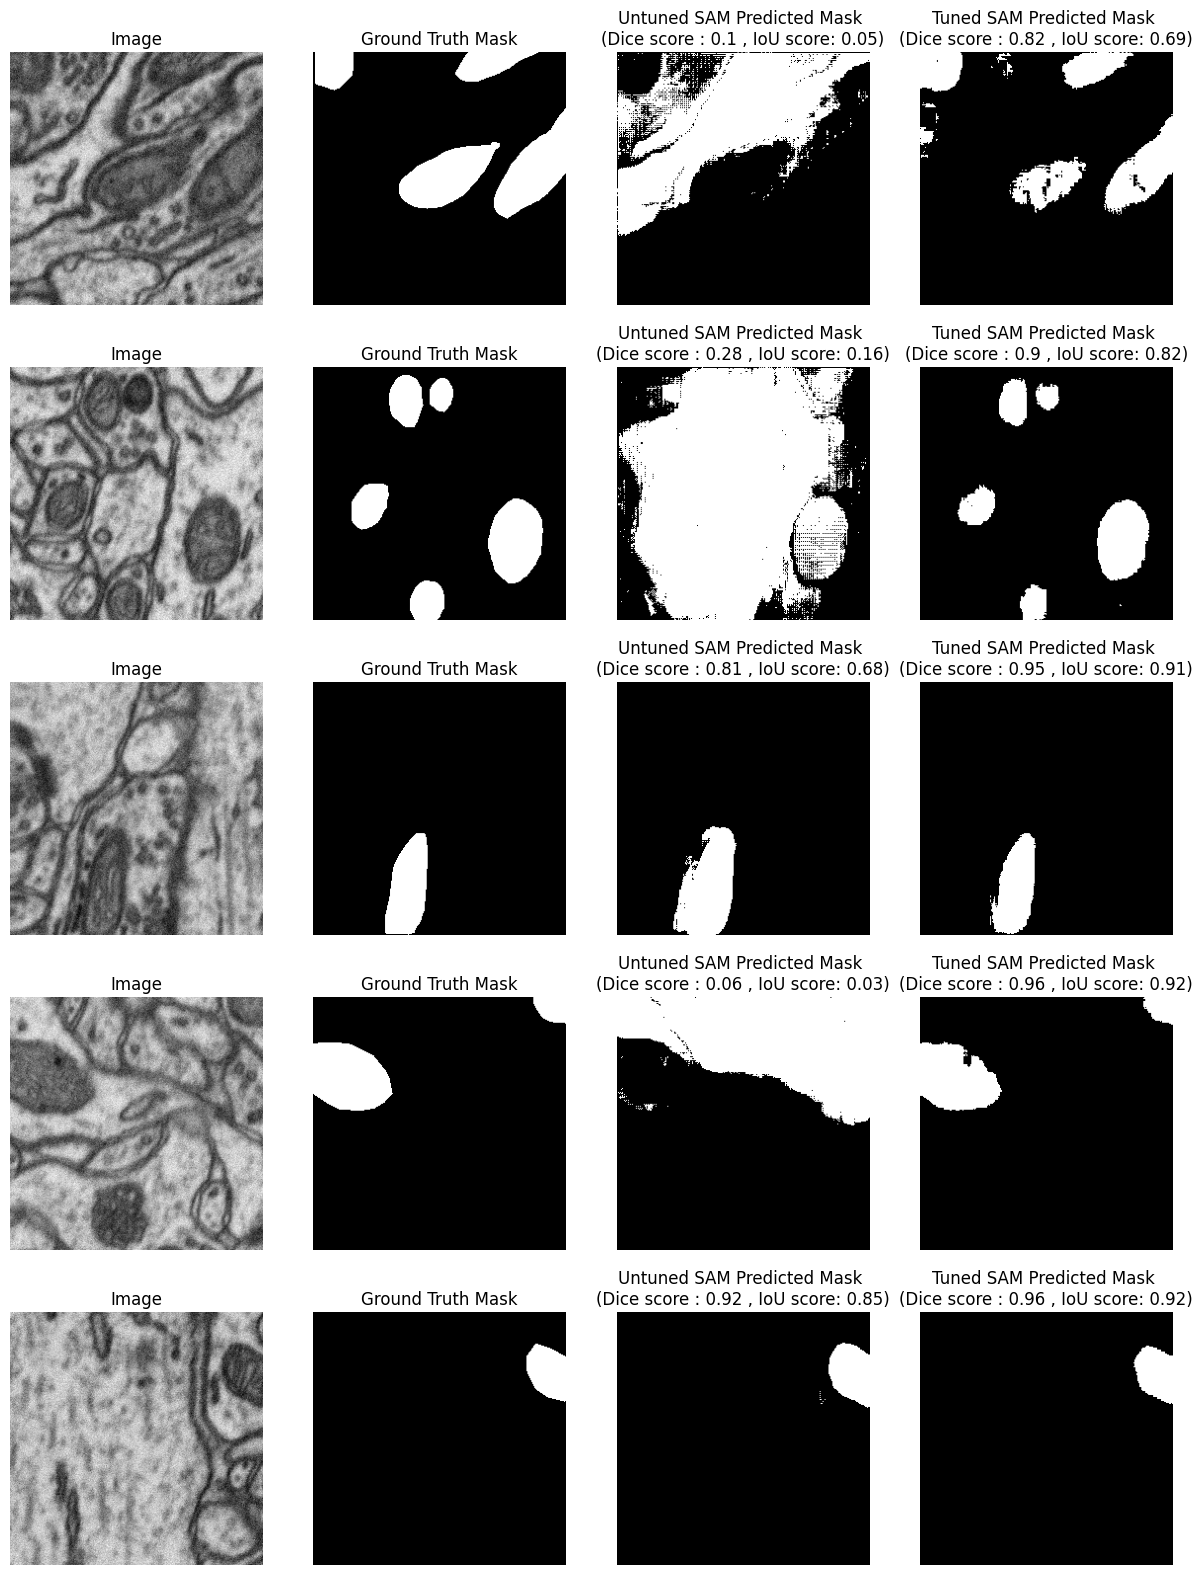 Image
Ground Truth Mask
Untuned SAM Predicted Mask
(Dice score : 0.1 , IoU score: 0.05)
Tuned SAM Predicted Mask
(Dice score : 0.82 , IoU score: 0.69)
Image
Ground Truth Mask
Untuned SAM Predicted Mask
(Dice score : 0.28 , IoU score: 0.16)
Tuned SAM Predicted Mask
(Dice score : 0.9 , IoU score: 0.82)
Image
Ground Truth Mask
Untuned SAM Predicted Mask
(Dice score : 0.81 , IoU score: 0.68)
Tuned SAM Predicted Mask
(Dice score : 0.95 , IoU score: 0.91)
Image
Ground Truth Mask
Untuned SAM Predicted Mask
(Dice score : 0.06 , IoU score: 0.03)
Tuned SAM Predicted Mask
(Dice score : 0.96 , IoU score: 0.92)
Image
Ground Truth Mask
Untuned SAM Predicted Mask
(Dice score : 0.92 , IoU score: 0.85)
Tuned SAM Predicted Mask
(Dice score : 0.96 , IoU score: 0.92)